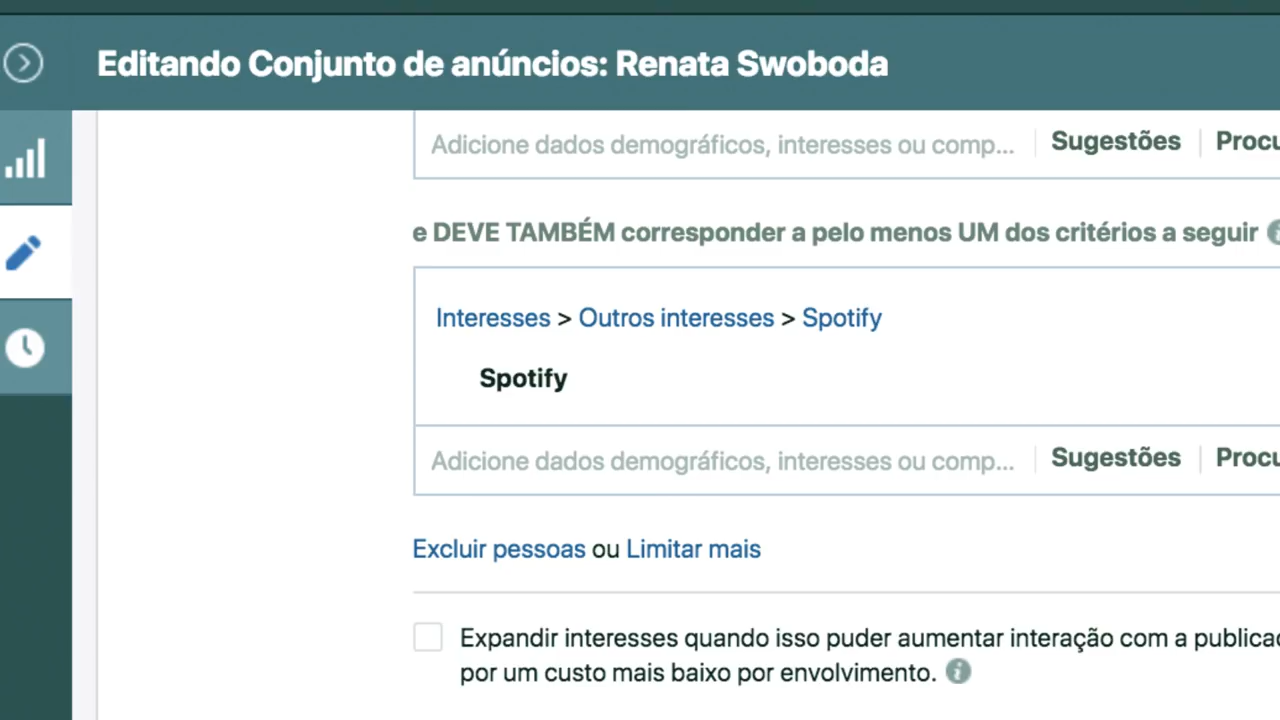 Editando Conjunto de anúncios: Renata Swoboda
Adicione dados demográficos, interesses ou comp... Sugestões
e DEVE TAMBÉM corresponder a pelo menos UM dos critérios a seguir
Interesses > Outros interesses > Spotify
Spotify
Adicione dados demográficos, interesses ou comp... Sugestões
Excluir pessoas ou Limitar mais
Expandir interesses quando isso puder aumentar interação com a
por um custo mais baixo por envolvimento.